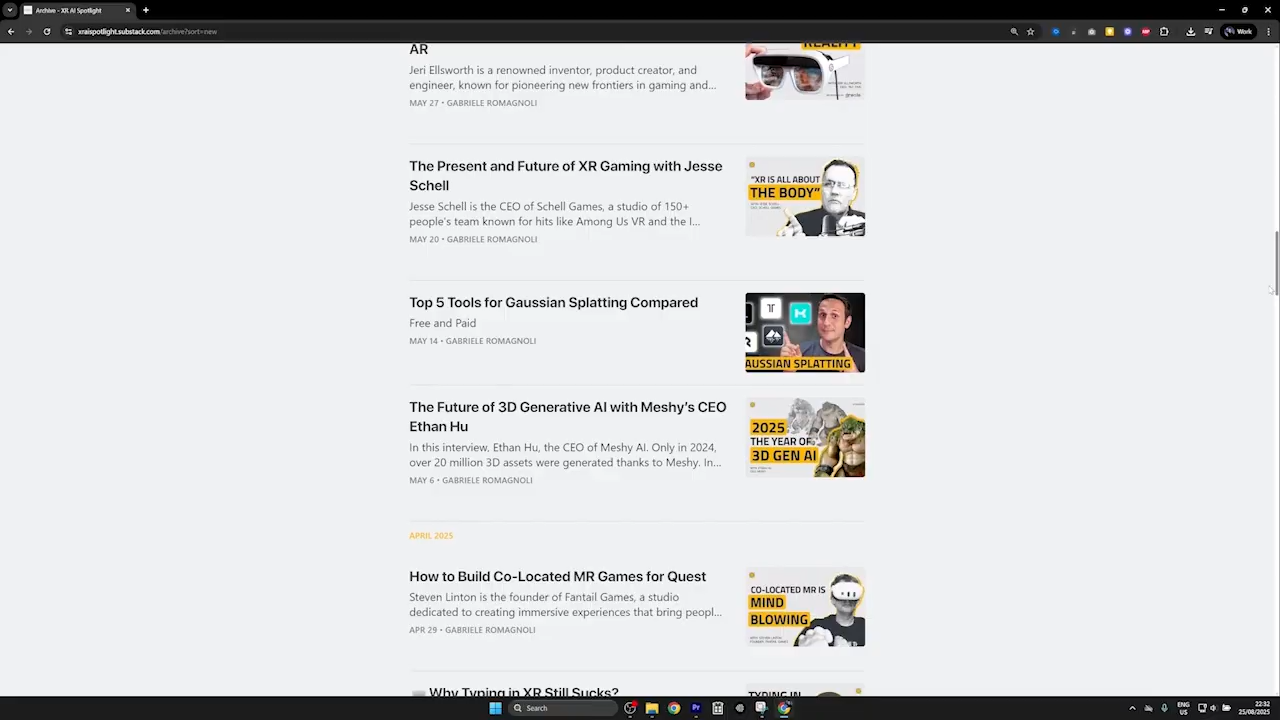 Archive - XR AI Spotlight
xraispotlight.substack.com/archive?sort=new
Work
AR
REALITY
Jeri Ellsworth is a renowned inventor, product creator, and
engineer, known for pioneering new frontiers in gaming and...
MAY 27 • GABRIELE ROMAGNOLI
The Present and Future of XR Gaming with Jesse
Schell
Jesse Schell is the CEO of Schell Games, a studio of 150+
people's team known for hits like Among Us VR and the I...
MAY 20 • GABRIELE ROMAGNOLI
"XR IS ALL ABOUT
THE BODY"
Top 5 Tools for Gaussian Splatting Compared
Free and Paid
MAY 14 • GABRIELE ROMAGNOLI
AUSSIAN SPLATTING
The Future of 3D Generative AI with Meshy's CEO
Ethan Hu
In this interview, Ethan Hu, the CEO of Meshy AI. Only in 2024,
over 20 million 3D assets were generated thanks to Meshy. In...
MAY 6 • GABRIELE ROMAGNOLI
2025
THE YEAR OF
3D GEN AI
APRIL 2025
How to Build Co-Located MR Games for Quest
Steven Linton is the founder of Fantail Games, a studio
dedicated to creating immersive experiences that bring peopl...
APR 29 • GABRIELE ROMAGNOLI
CO-LOCATED MR IS
MIND
BLOWING
Why Typing in XR Still Sucks?
TYPING IN
Search
ENG
US
22:32
25/08/2025